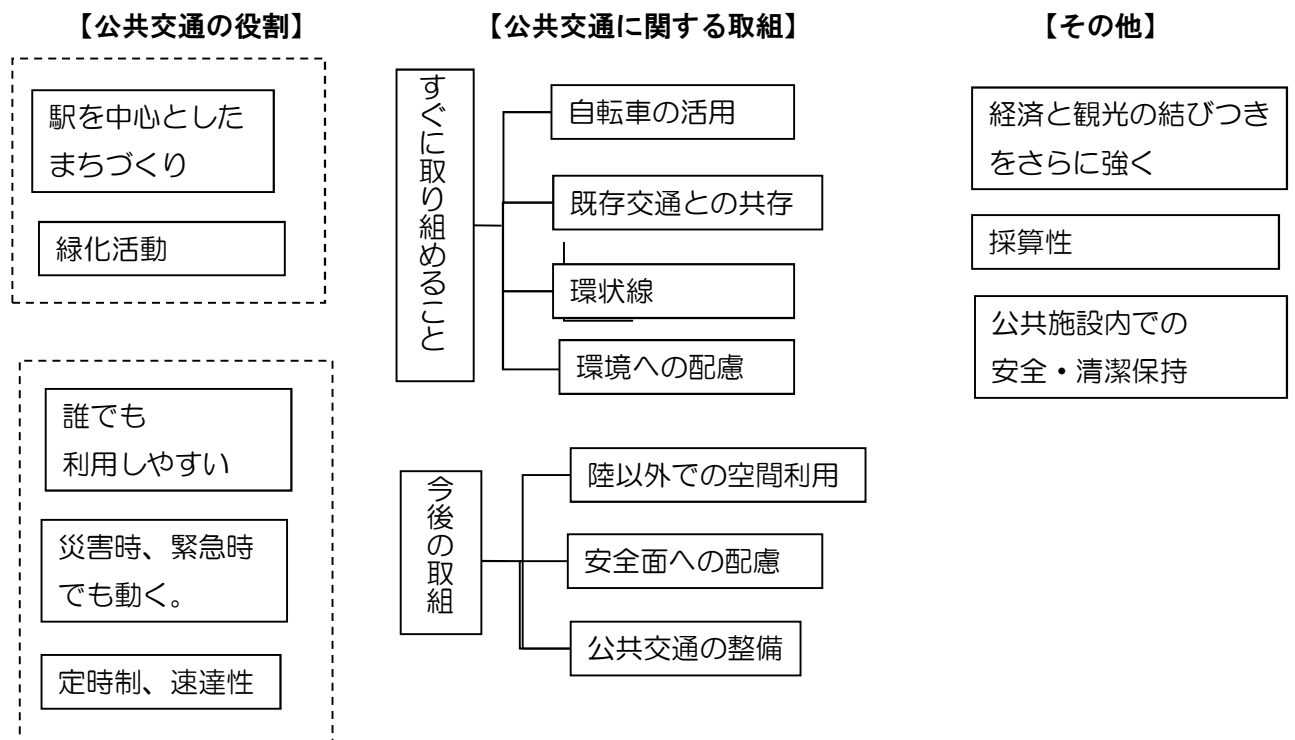 【公共交通の役割】
駅を中心とした
まちづくり
緑化活動
誰でも
利用しやすい
災害時、緊急時
でも動く。
定時制、速達性
【公共交通に関する取組】
すぐに取り組めること
自転車の活用
既存交通との共存
環状線
環境への配慮
今後の取組
陸以外での空間利用
安全面への配慮
公共交通の整備
【その他】
経済と観光の結びつき
をさらに強く
採算性
公共施設内での
安全・清潔保持